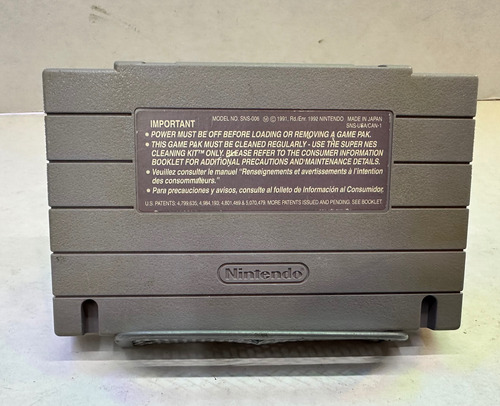 MODEL NO. SNS-006 Ⓜ © 1991, Rd./Enr. 1992 NINTENDO MADE IN JAPAN
IMPORTANT SNS-USA/CAN-1
• POWER MUST BE OFF BEFORE LOADING OR REMOVING A GAME PAK.
• THIS GAME PAK MUST BE CLEANED REGULARLY - USE THE SUPER NES
CLEANING KIT™ ONLY. PLEASE REFER TO THE CONSUMER INFORMATION
BOOKLET FOR ADDITIONAL PRECAUTIONS AND MAINTENANCE DETAILS.
• Veuillez consulter le manuel "Renseignements et avertissements à l'intention
des consommateurs."
• Para precauciones y avisos, consulte al folleto de Información al Consumidor.
U.S. PATENTS: 4,799,635, 4,984,193, 4,801,469 & 5,070,479: MORE PATENTS ISSUED AND PENDING. SEE BOOKLET.
Nintendo